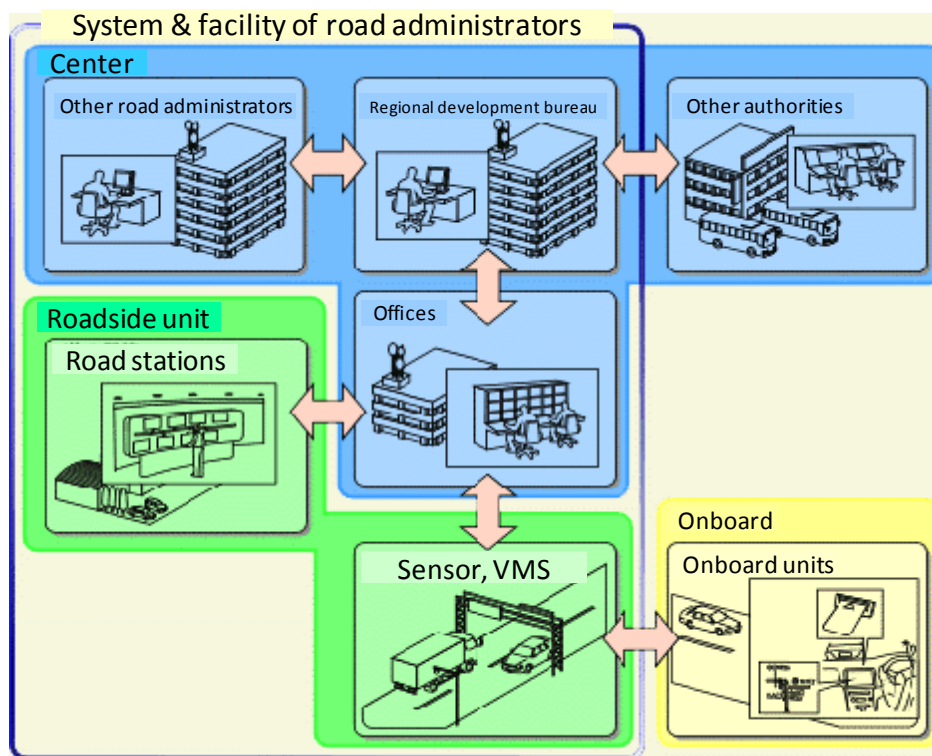 System & facility of road administrators
Center
Other road administrators
Regional development bureau
Other authorities
Offices
Roadside unit
Road stations
Sensor, VMS
Onboard
Onboard units